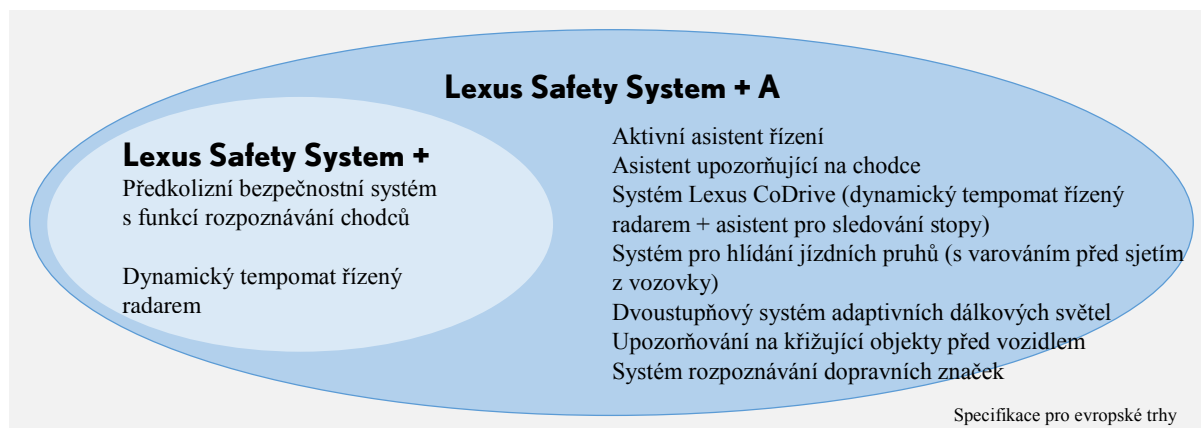 Lexus Safety System + A
Lexus Safety System +
Předkolizní bezpečnostní systém
s funkcí rozpoznávání chodců
Dynamický tempomat řízený
radarem
Aktivní asistent řízení
Asistent upozorňující na chodce
Systém Lexus CoDrive (dynamický tempomat řízený
radarem + asistent pro sledování stopy)
Systém pro hlídání jízdních pruhů (s varováním před sjetím
z vozovky)
Dvoustupňový systém adaptivních dálkových světel
Upozorňování na křižující objekty před vozidlem
Systém rozpoznávání dopravních značek
Specifikace pro evropské trhy